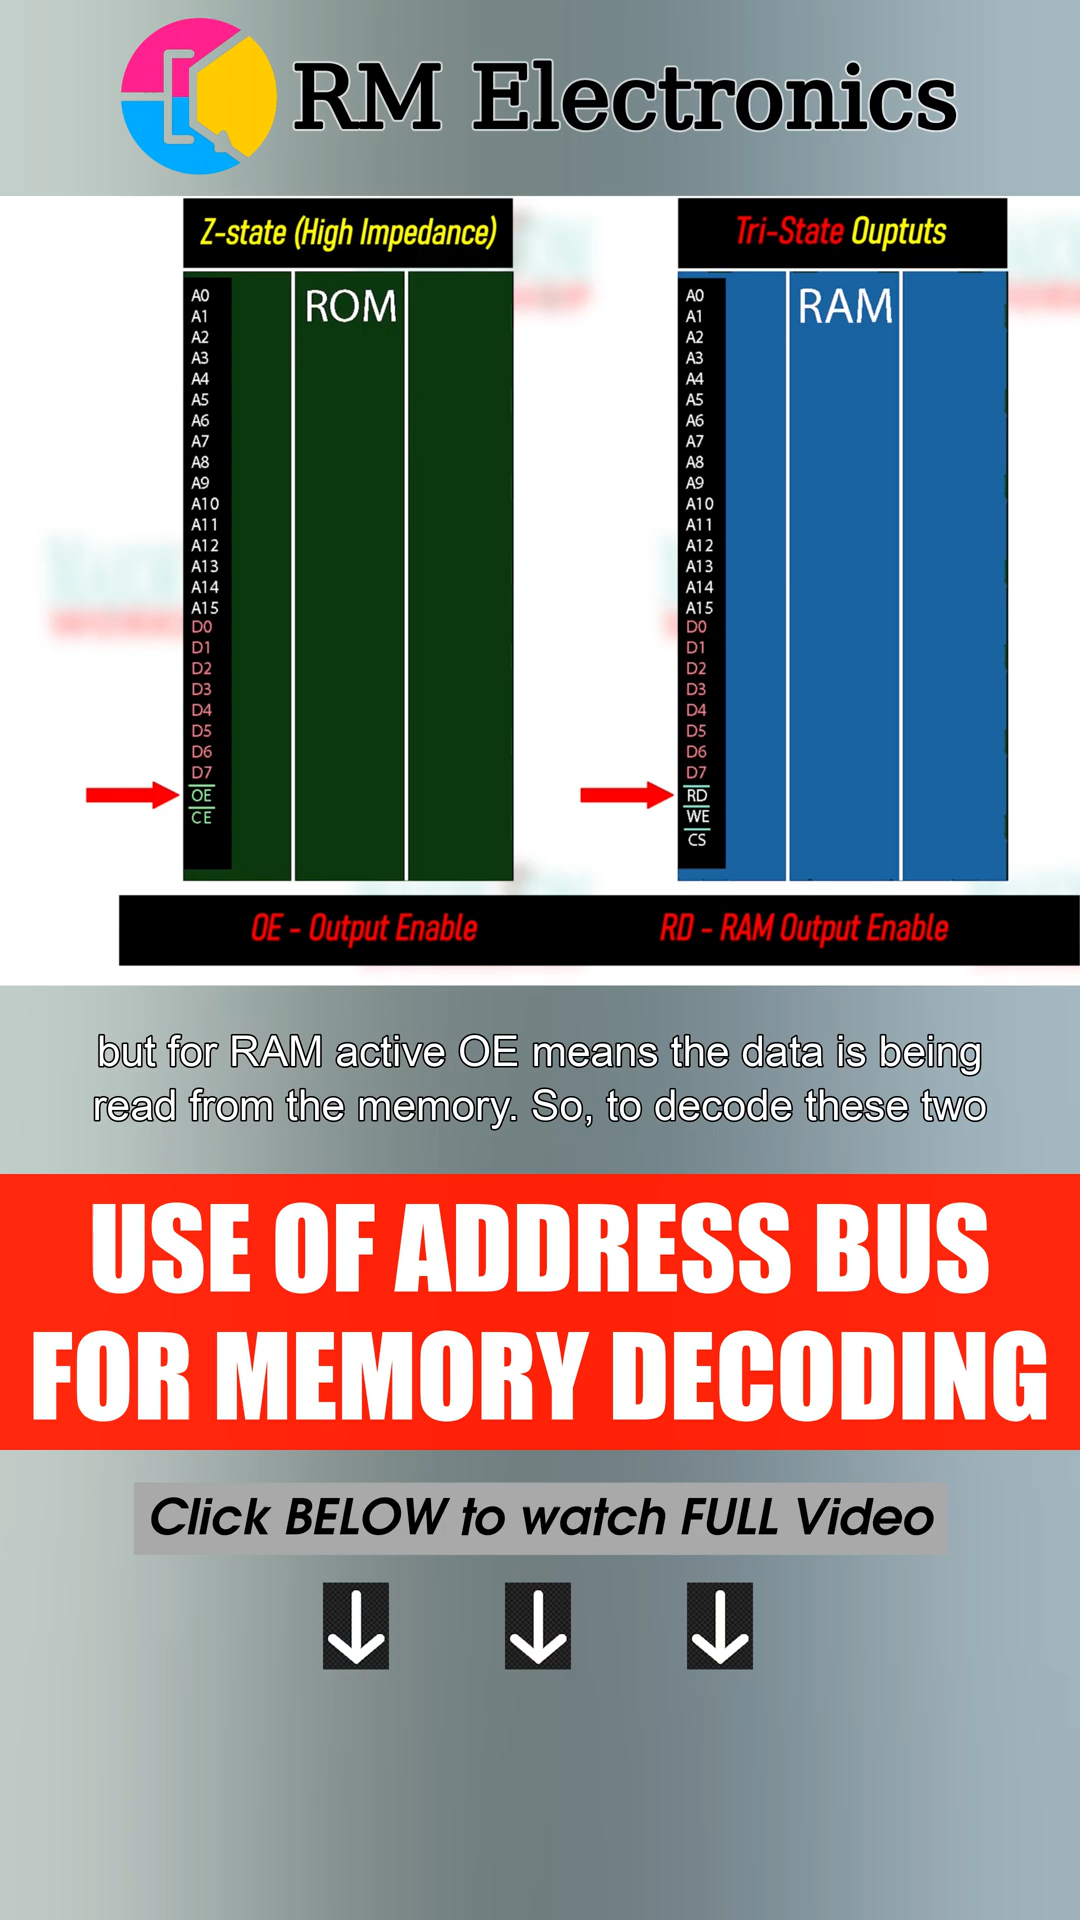 RM Electronics
Z-state (High Impedance)
Tri-State Ouptuts
ROM
A0
A1
A2
A3
A4
A5
A6
A7
A8
A9
A10
A11
A12
A13
A14
A15
D0
D1
D2
D3
D4
D5
D6
D7
OE
CE
RAM
A0
A1
A2
A3
A4
A5
A6
A7
A8
A9
A10
A11
A12
A13
A14
A15
D0
D1
D2
D3
D4
D5
D6
D7
RD
WE
CS
OE - Output Enable
RD - RAM Output Enable
but for RAM active OE means the data is being
read from the memory. So, to decode these two
USE OF ADDRESS BUS
FOR MEMORY DECODING
Click BELOW to watch FULL Video